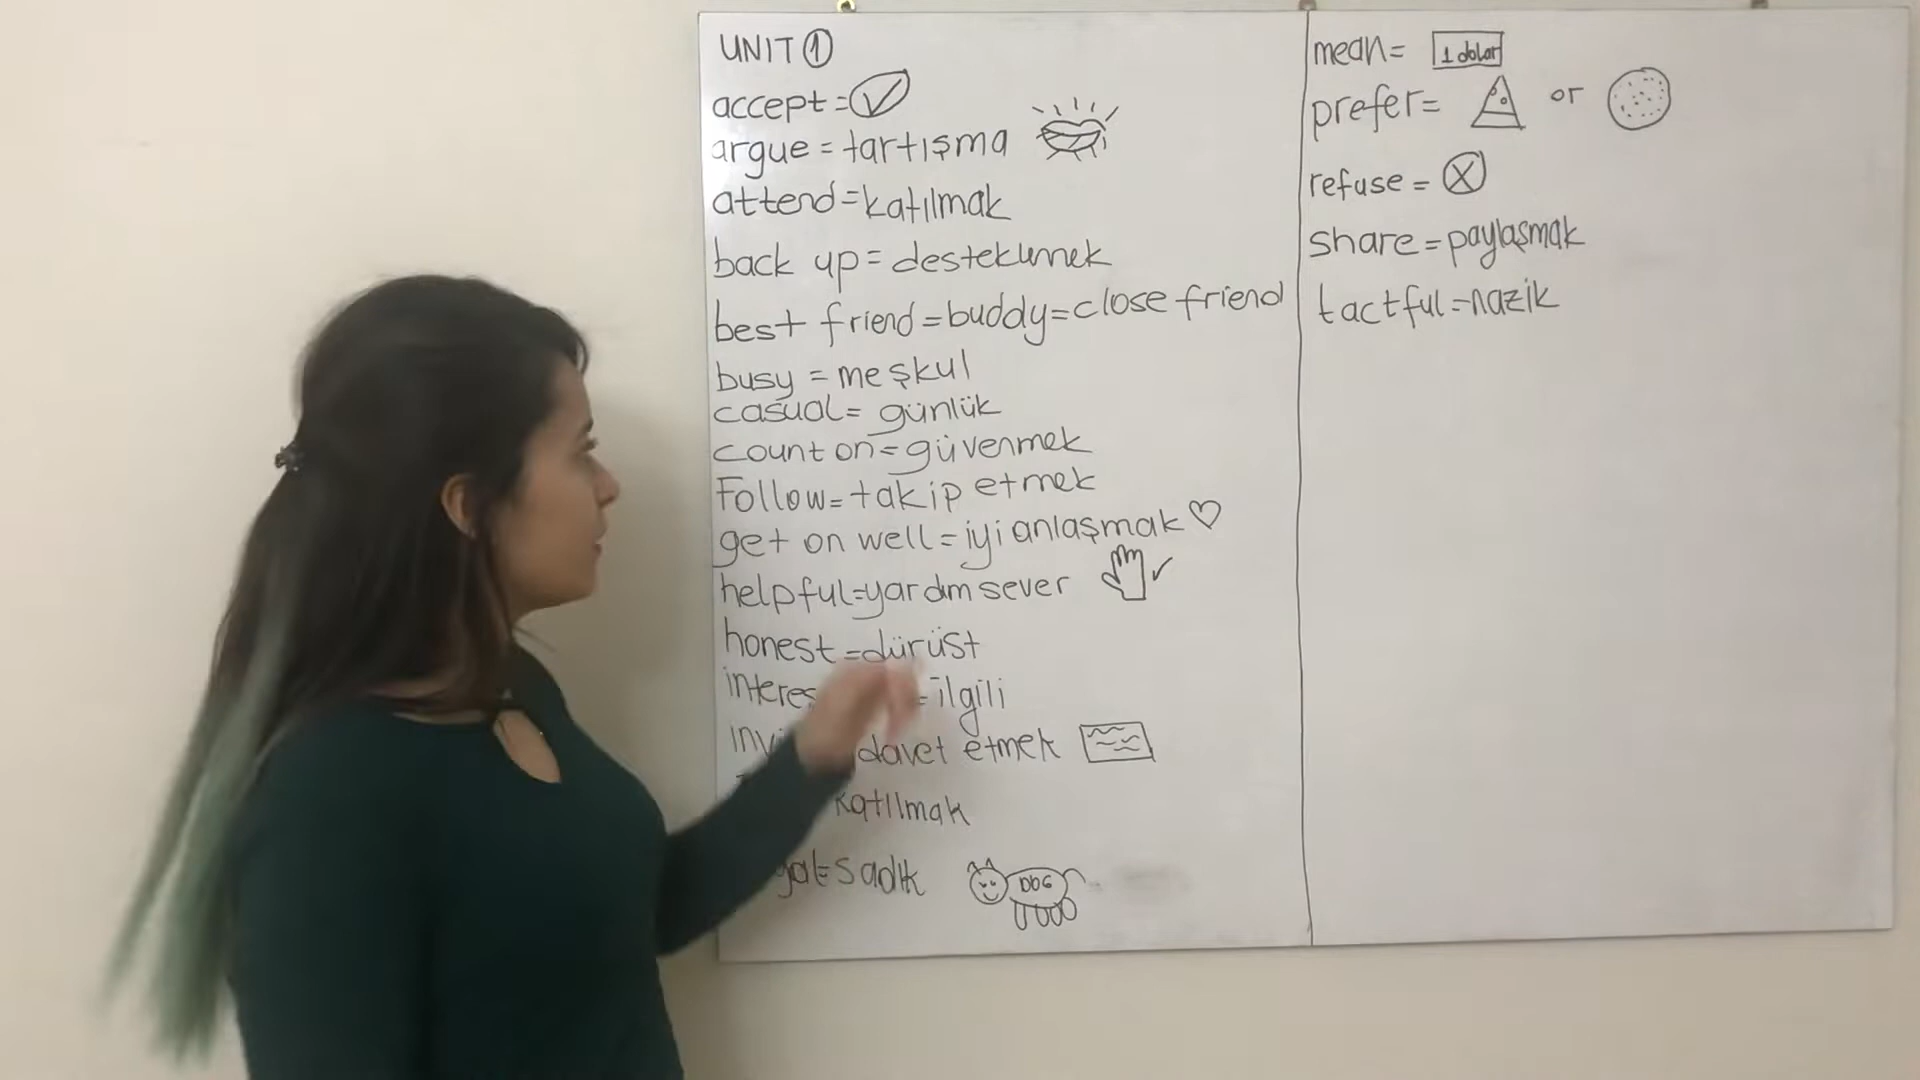 UNIT 1
accept =
argue = tartışma
attend = katılmak
back up = desteklemek
best friend = buddy = close friend
busy = meşkul
casual = günlük
count on = güvenmek
Follow = takip etmek
get on well = iyi anlaşmak
helpful = yardımsever
honest = dürüst
= ilgili
davet etmek
katılmak
sadık
DOG
mean = 1 dolar
prefer = or
refuse =
share = paylaşmak
tactful = nazik